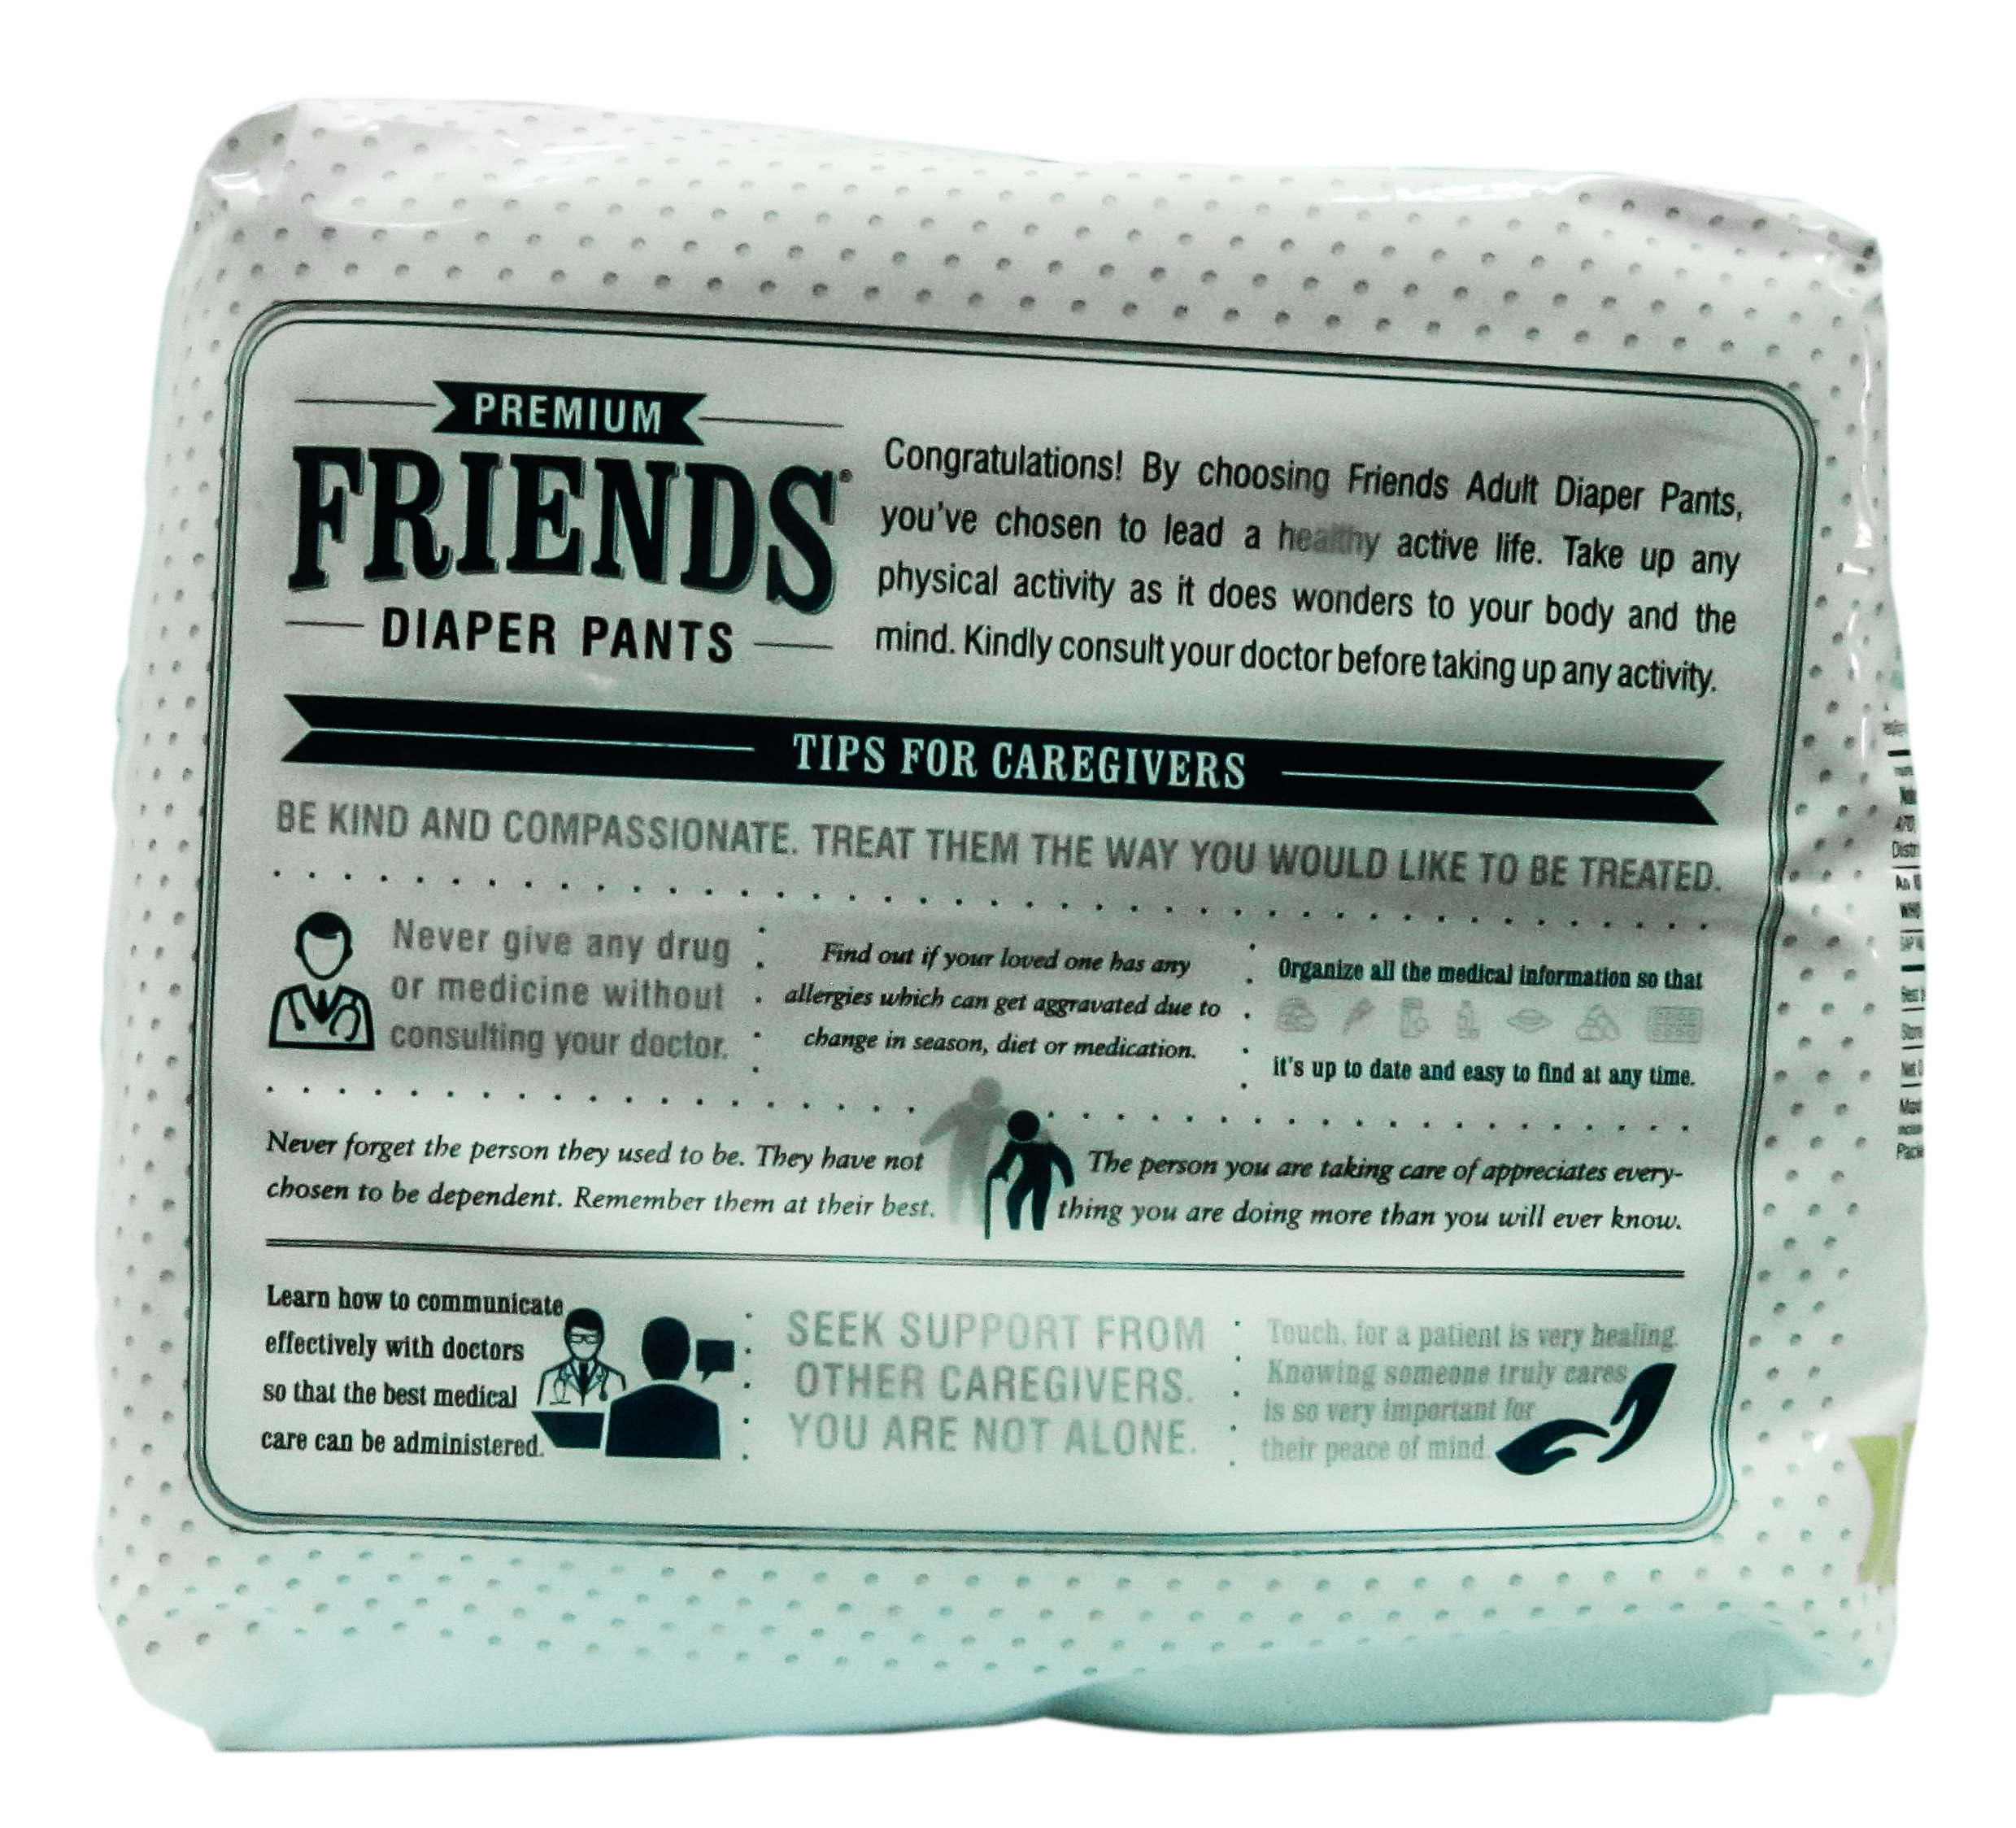 PREMIUM
FRIENDS
DIAPER PANTS
Congratulations! By choosing Friends Adult Diaper Pants,
you've chosen to lead a healthy active life. Take up any
physical activity as it does wonders to your body and the
mind. Kindly consult your doctor before taking up any activity.
TIPS FOR CAREGIVERS
BE KIND AND COMPASSIONATE. TREAT THEM THE WAY YOU WOULD LIKE TO BE TREATED.
Never give any drug
or medicine without
consulting your doctor.
Find out if your loved one has any
allergies which can get aggravated due to
change in season, diet or medication.
Organize all the medical information so that
it's up to date and easy to find at any time.
Never forget the person they used to be. They have not
chosen to be dependent. Remember them at their best.
The person you are taking care of appreciates every-
thing you are doing more than you will ever know.
Learn how to communicate
effectively with doctors
so that the best medical
care can be administered.
SEEK SUPPORT FROM
OTHER CAREGIVERS.
YOU ARE NOT ALONE.
Touch, for a patient is very healing.
Knowing someone truly cares
is so very important for
their peace of mind.